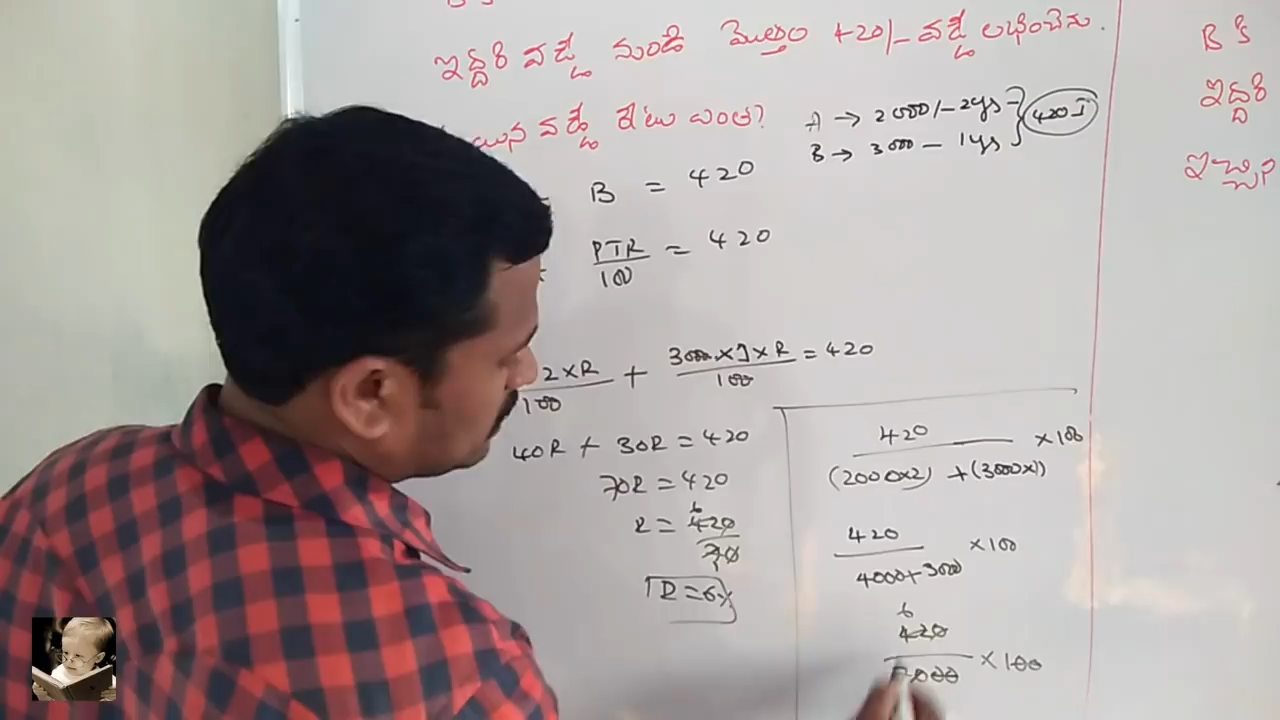 ఇద్దరి వడ్డీ నుండి మొత్తం 420/- వడ్డీ లభించెను.
యిన వడ్డీ రేటు ఎంత?
A → 2000/- 2ys
B → 3000 - 1ys
420 I
B = 420
PTR/100 = 420
2×R/100 + 3000×1×R/100 = 420
40R + 30R = 420
70R = 420
R = 420/70
6
R = 6%
420/(2000×2) + (3000×1) ×100
420/4000+3000 ×100
6
420/7000 ×100
B కి
ఇద్దరి